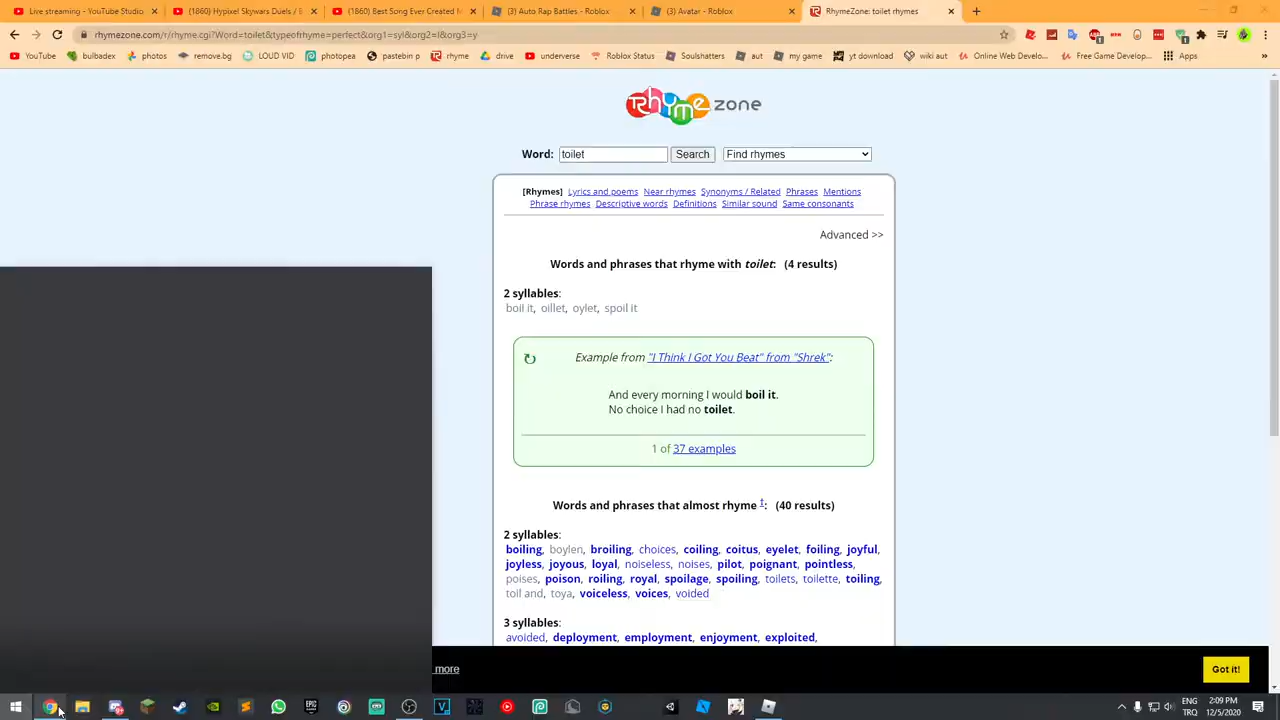 (1860) Hypixel Skywars Duels / L
(1860) Best Song Ever Created N
(3) Auto Rap Battles - Roblox
Avatar - Roblox
RhymeZone: toilet rhymes
rhymezone.com/r/rhyme.cgi?Word=toilet&typeofrhyme=perfect&org1=syl&org2=l&org3=y
YouTube bulbadex photos remove.bg LOUD VID photopea pastebin p rhyme drive underverse Roblox Status Soulshatters aut my game yt download wiki aut Online Web Develo... Free Game Develo... Apps
Rhyme zone
Word: toilet Search Find rhymes
[Rhymes] Lyrics and poems Near rhymes Synonyms / Related Phrases Mentions
Phrase rhymes Descriptive words Definitions Similar sound Same consonants
Advanced >>
Words and phrases that rhyme with toilet: (4 results)
2 syllables:
boil it, oillet, oylet, spoil it
Example from "I Think I Got You Beat" from "Shrek":
And every morning I would boil it.
No choice I had no toilet.
1 of 37 examples
Words and phrases that almost rhyme †: (40 results)
2 syllables:
boiling, boylen, broiling, choices, coiling, coitus, eyelet, foiling, joyful,
joyless, joyous, loyal, noiseless, noises, pilot, poignant, pointless,
poises, poison, roiling, royal, spoilage, spoiling, toilets, toilette, toiling,
toil and, toya, voiceless, voices, voided
3 syllables:
avoided, deployment, employment, enjoyment, exploited,
more
Got it!
ENG
2:09 PM
TRQ
12/5/2020